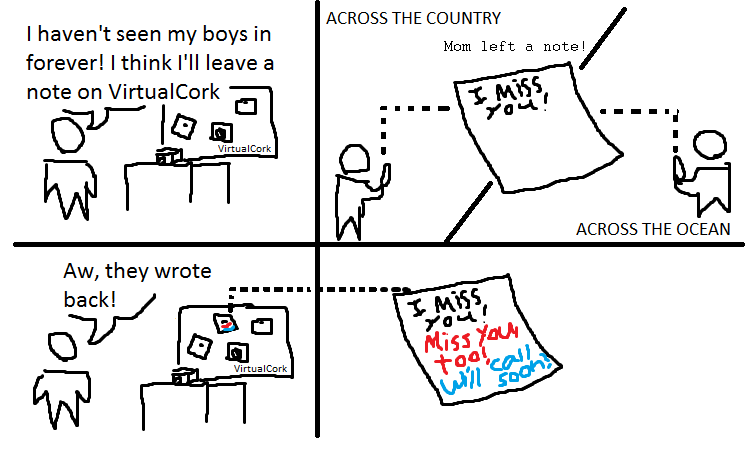 I haven't seen my boys in
forever! I think I'll leave a
note on VirtualCork
VirtualCork
ACROSS THE COUNTRY
Mom left a note!
I Miss
you!
ACROSS THE OCEAN
Aw, they wrote
back!
VirtualCork
I Miss,
you!
Miss You
too!
Will call
soon!